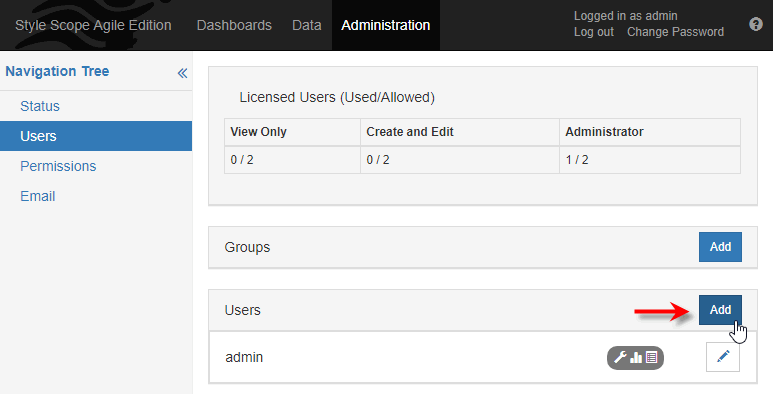 Style Scope Agile Edition Dashboards Data Administration
Logged in as admin
Log out Change Password
?
Navigation Tree «
Status
Users
Permissions
Email
Licensed Users (Used/Allowed)
View Only Create and Edit Administrator
0 / 2 0 / 2 1 / 2
Groups Add
Users Add
admin